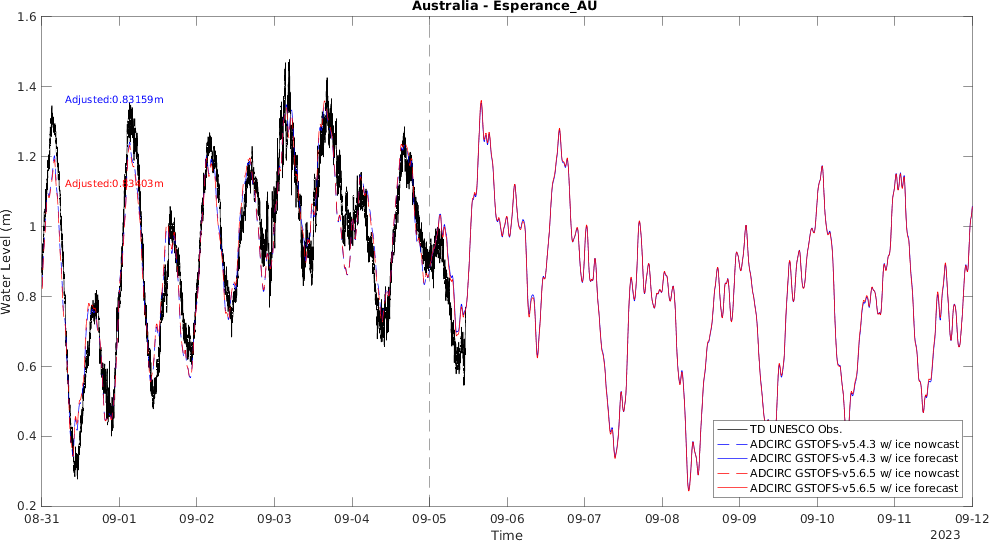 Australia - Esperance_AU
1.6
1.4
1.2
1
0.8
0.6
0.4
0.2
Water Level (m)
Adjusted:0.83159m
Adjusted:0.83403m
TD UNESCO Obs.
ADCIRC GSTOFS-v5.4.3 w/ ice nowcast
ADCIRC GSTOFS-v5.4.3 w/ ice forecast
ADCIRC GSTOFS-v5.6.5 w/ ice nowcast
ADCIRC GSTOFS-v5.6.5 w/ ice forecast
08-31 09-01 09-02 09-03 09-04 09-05 09-06 09-07 09-08 09-09 09-10 09-11 09-12
Time
2023